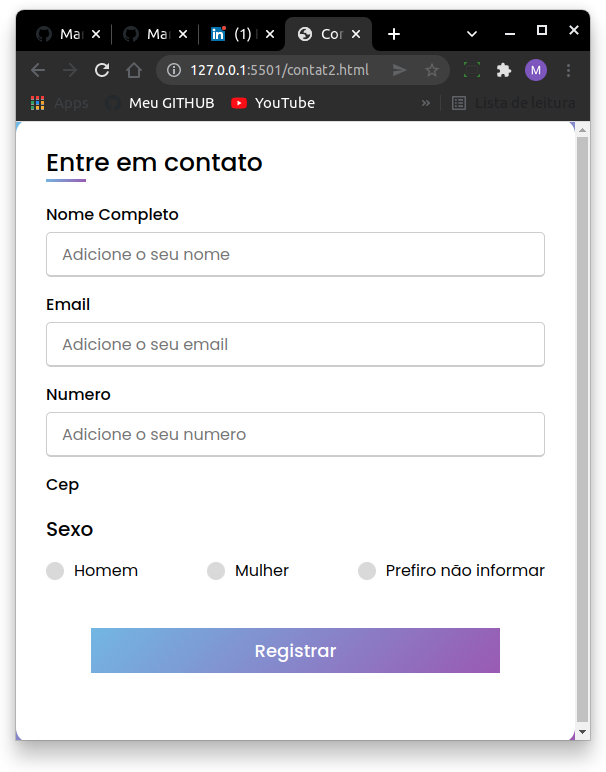 Mar
Mar
(1)
Cor
127.0.0.1:5501/contat2.html
M
Apps
Meu GITHUB
YouTube
»
Lista de leitura
Entre em contato
Nome Completo
Adicione o seu nome
Email
Adicione o seu email
Numero
Adicione o seu numero
Cep
Sexo
Homem
Mulher
Prefiro não informar
Registrar